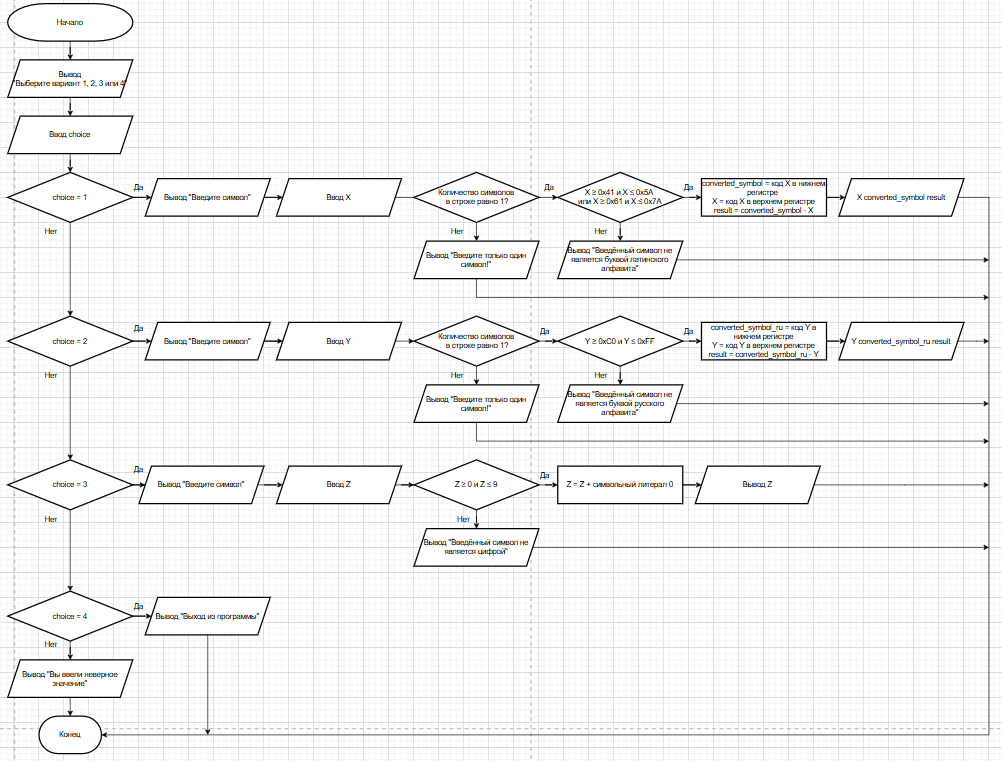 Начало
Вывод
"Выберите вариант 1, 2, 3 или 4"
Ввод choice
choice = 1
Да
Вывод "Введите символ"
Ввод X
Количество символов
в строке равно 1?
Да
X ≥ 0x41 и X ≤ 0x5A
или X ≥ 0x61 и X ≤ 0x7A
Да
converted_symbol = код X в нижнем
регистре
X = код X в верхнем регистре
result = converted_symbol - X
X converted_symbol result
Нет
Нет
Нет
Вывод "Введите только один
символ!"
Вывод "Введённый символ не
является буквой латинского
алфавита"
choice = 2
Да
Вывод "Введите символ"
Ввод Y
Количество символов
в строке равно 1?
Да
Y ≥ 0xC0 и Y ≤ 0xFF
Да
converted_symbol_ru = код Y в
нижнем регистре
Y = код Y в верхнем регистре
result = converted_symbol_ru - Y
Y converted_symbol_ru result
Нет
Нет
Нет
Вывод "Введите только один
символ!"
Вывод "Введённый символ не
является буквой русского
алфавита"
choice = 3
Да
Вывод "Введите символ"
Ввод Z
Z ≥ 0 и Z ≤ 9
Да
Z = Z + символьный литерал 0
Вывод Z
Нет
Нет
Вывод "Введённый символ не
является цифрой"
choice = 4
Да
Вывод "Выход из программы"
Нет
Вывод "Вы ввели неверное
значение"
Конец